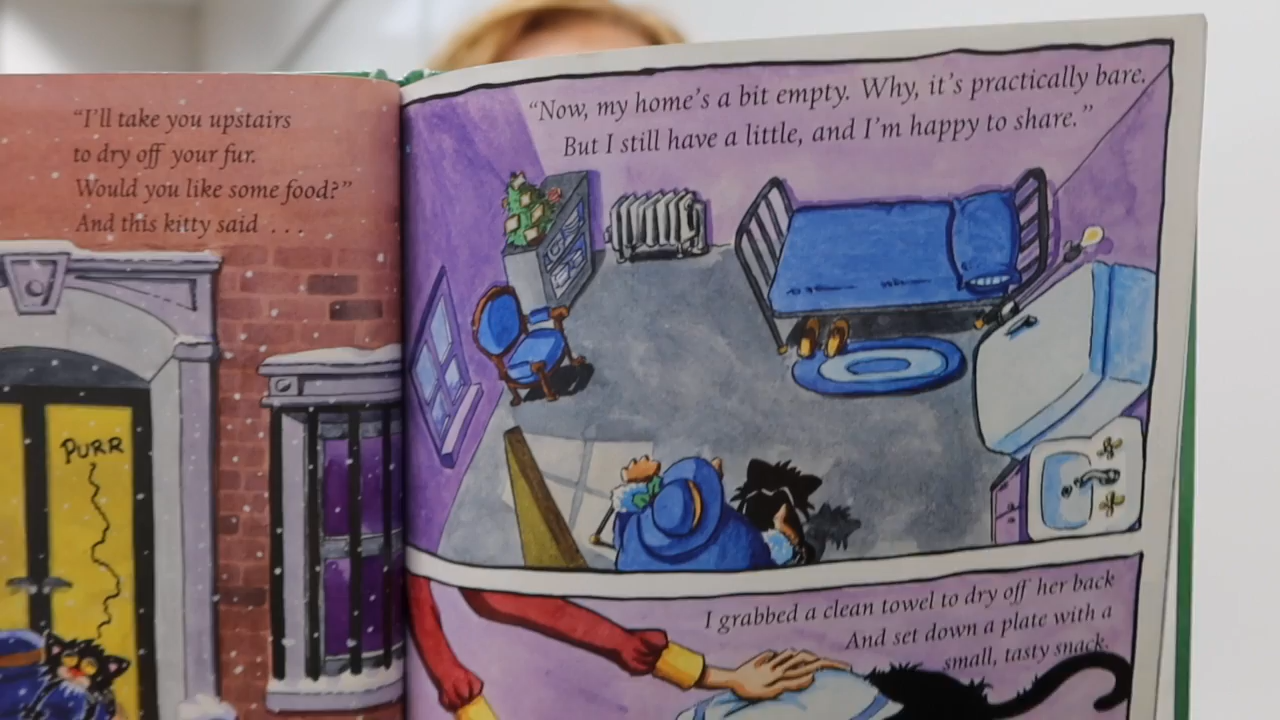 “I'll take you upstairs
to dry off your fur.
Would you like some food?”
And this kitty said . . .
PURR
“Now, my home's a bit empty. Why, it's practically bare.
But I still have a little, and I'm happy to share.”
I grabbed a clean towel to dry off her back
And set down a plate with a
small, tasty snack.